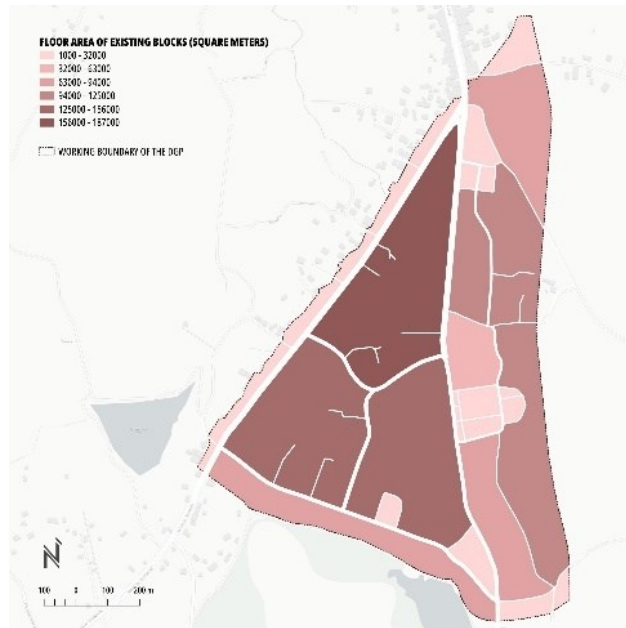 FLOOR AREA OF EXISTING BLOCKS (SQUARE METERS)
1000 - 32000
32000 - 63000
63000 - 94000
94000 - 125000
125000 - 156000
156000 - 187000
WORKING BOUNDARY OF THE DGP
N
100 0 100 200 m